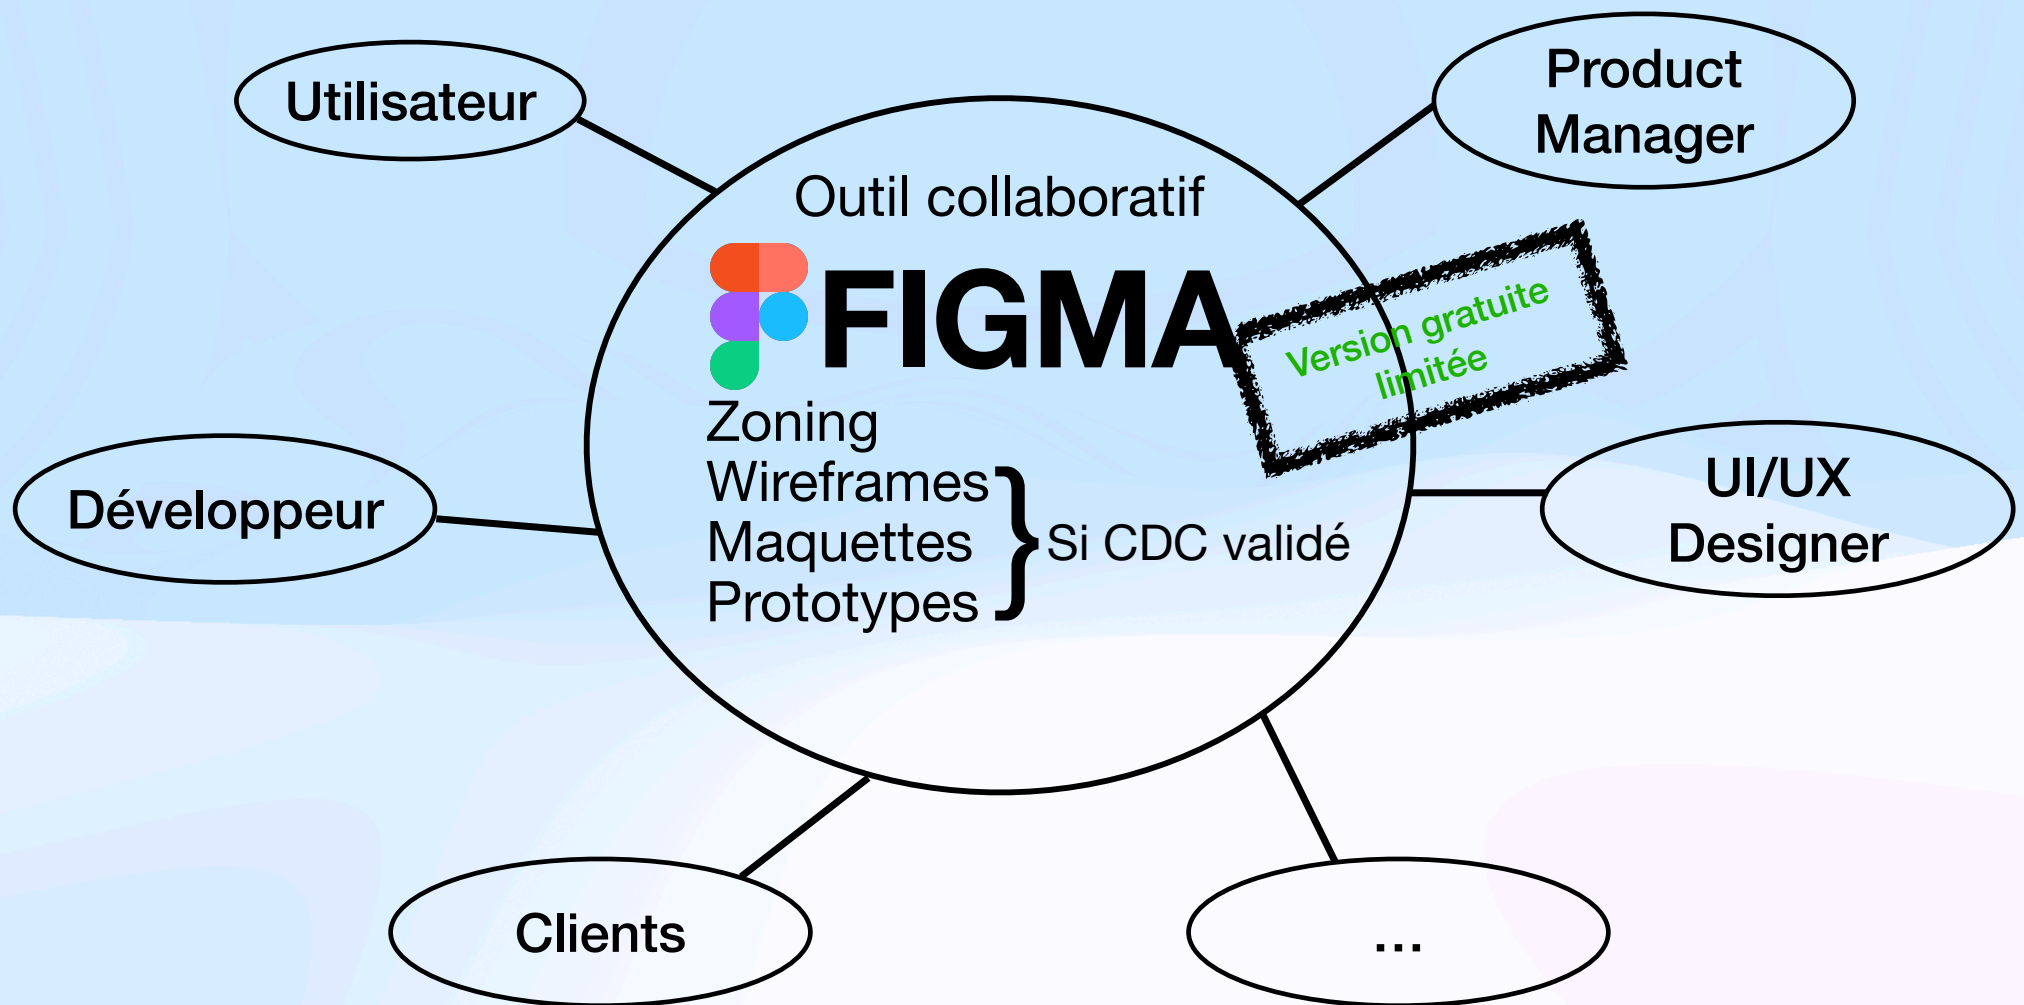 Utilisateur
Product
Manager
Outil collaboratif
FIGMA
Version gratuite
limitée
Zoning
Wireframes
Maquettes
Prototypes
} Si CDC validé
Développeur
UI/UX
Designer
Clients
...